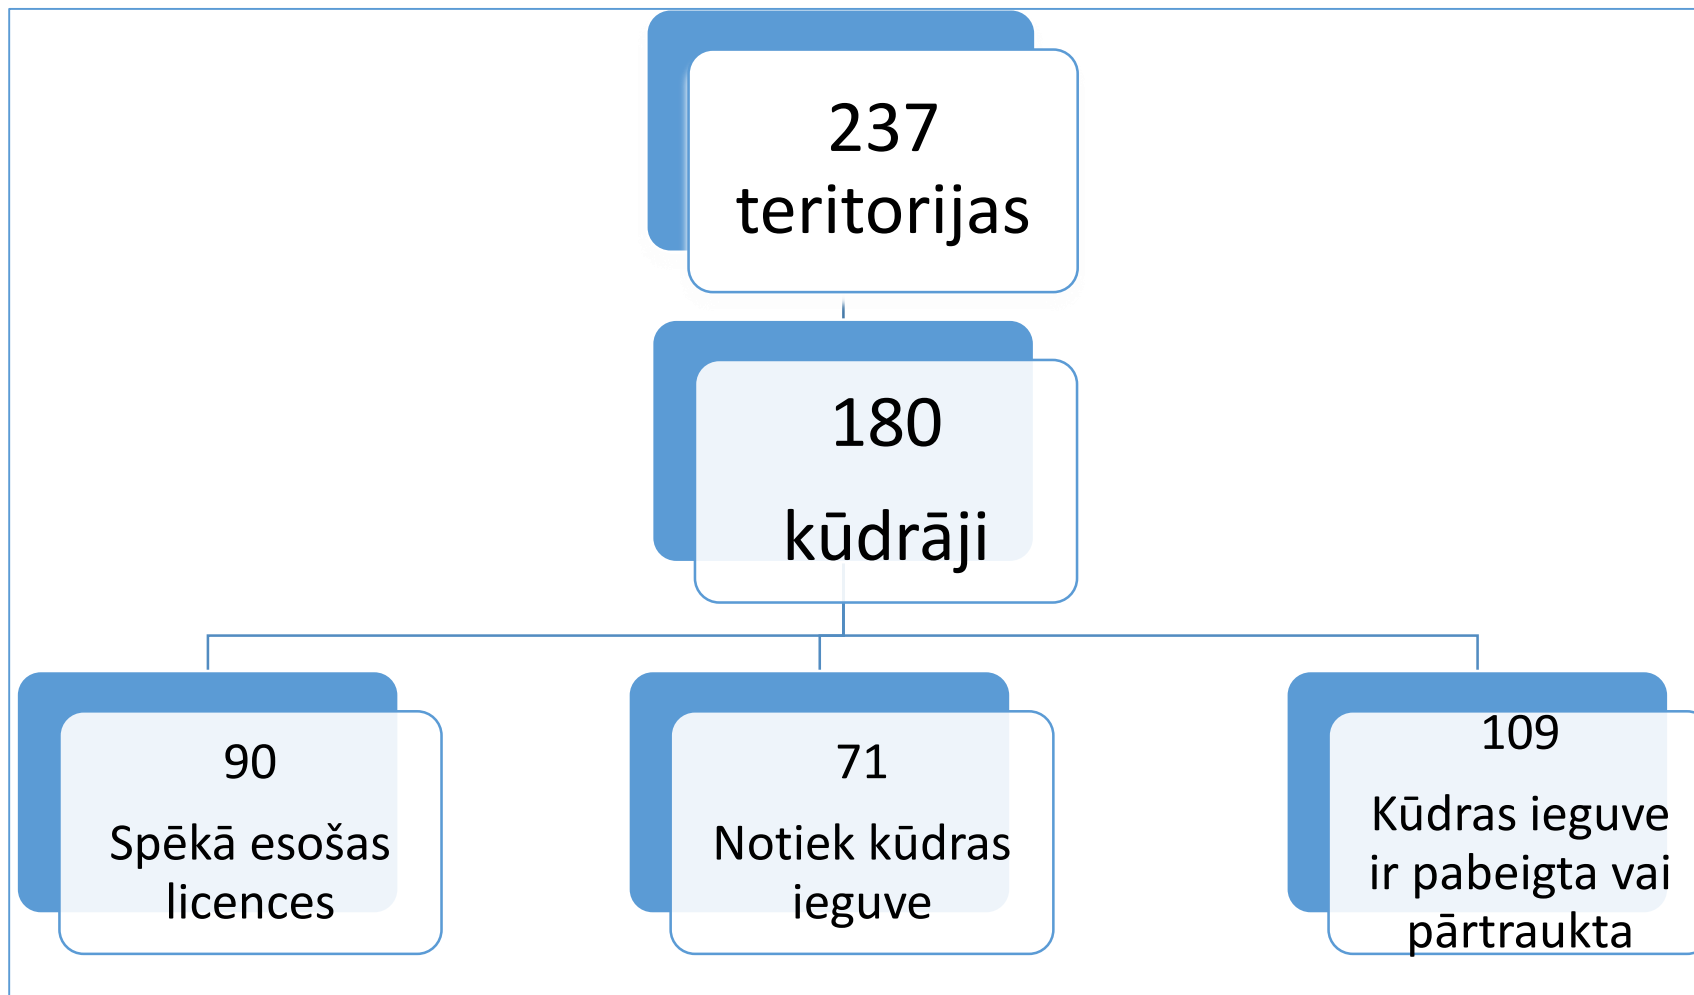 237
teritorijas
180
kūdrāji
90
Spēkā esošas
licences
71
Notiek kūdras
ieguve
109
Kūdras ieguve
ir pabeigta vai
pārtraukta